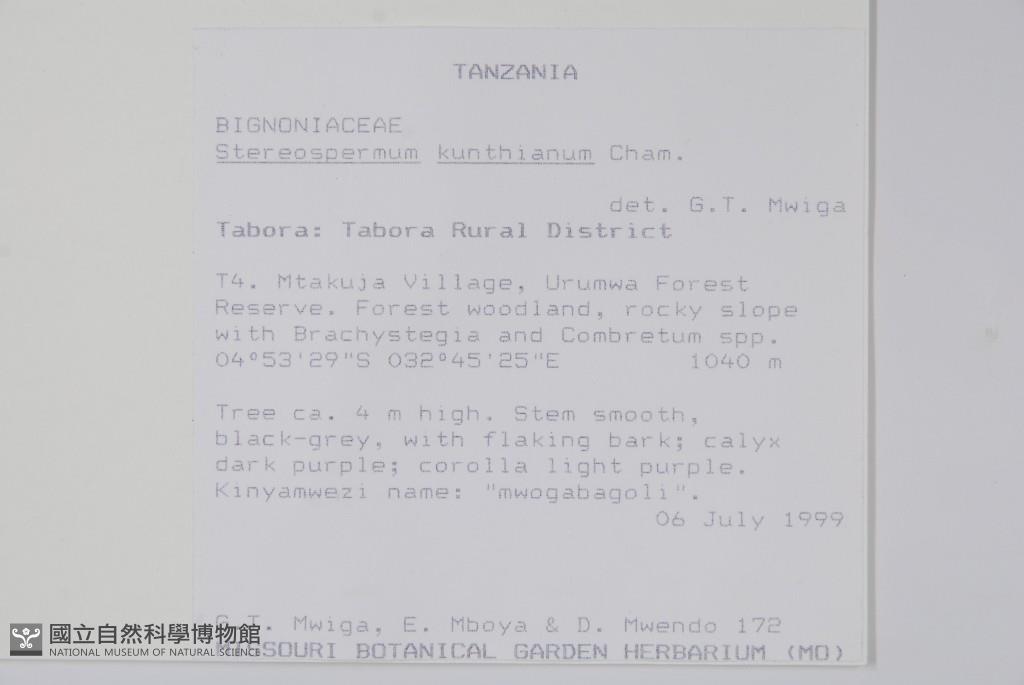 TANZANIA
BIGNONIACEAE
Stereospermum kunthianum Cham.
det. G.T. Mwiga
Tabora: Tabora Rural District
T4. Mtakuja Village, Urumwa Forest
Reserve. Forest woodland, rocky slope
with Brachystegia and Combretum spp.
04°53'29"S 032°45'25"E 1040 m
Tree ca. 4 m high. Stem smooth,
black-grey, with flaking bark; calyx
dark purple; corolla light purple.
Kinyamwezi name: "mwogabagoli".
06 July 1999
G.T. Mwiga, E. Mboya & D. Mwendo 172
MISSOURI BOTANICAL GARDEN HERBARIUM (MO)
國立自然科學博物館
NATIONAL MUSEUM OF NATURAL SCIENCE